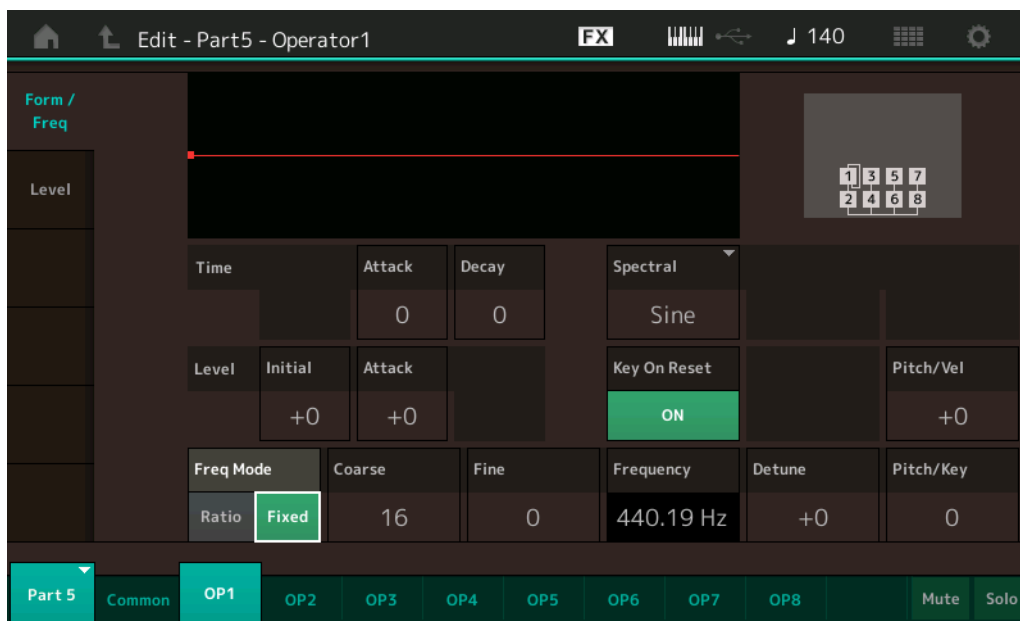 Edit - Part5 - Operator1 FX 140
Form /
Freq
Level
1 3 5 7
2 4 6 8
Time Attack Decay Spectral
0 0 Sine
Level Initial Attack Key On Reset Pitch/Vel
+0 +0 ON +0
Freq Mode Coarse Fine Frequency Detune Pitch/Key
Ratio Fixed 16 0 440.19 Hz +0 0
Part 5 Common OP1 OP2 OP3 OP4 OP5 OP6 OP7 OP8 Mute Solo